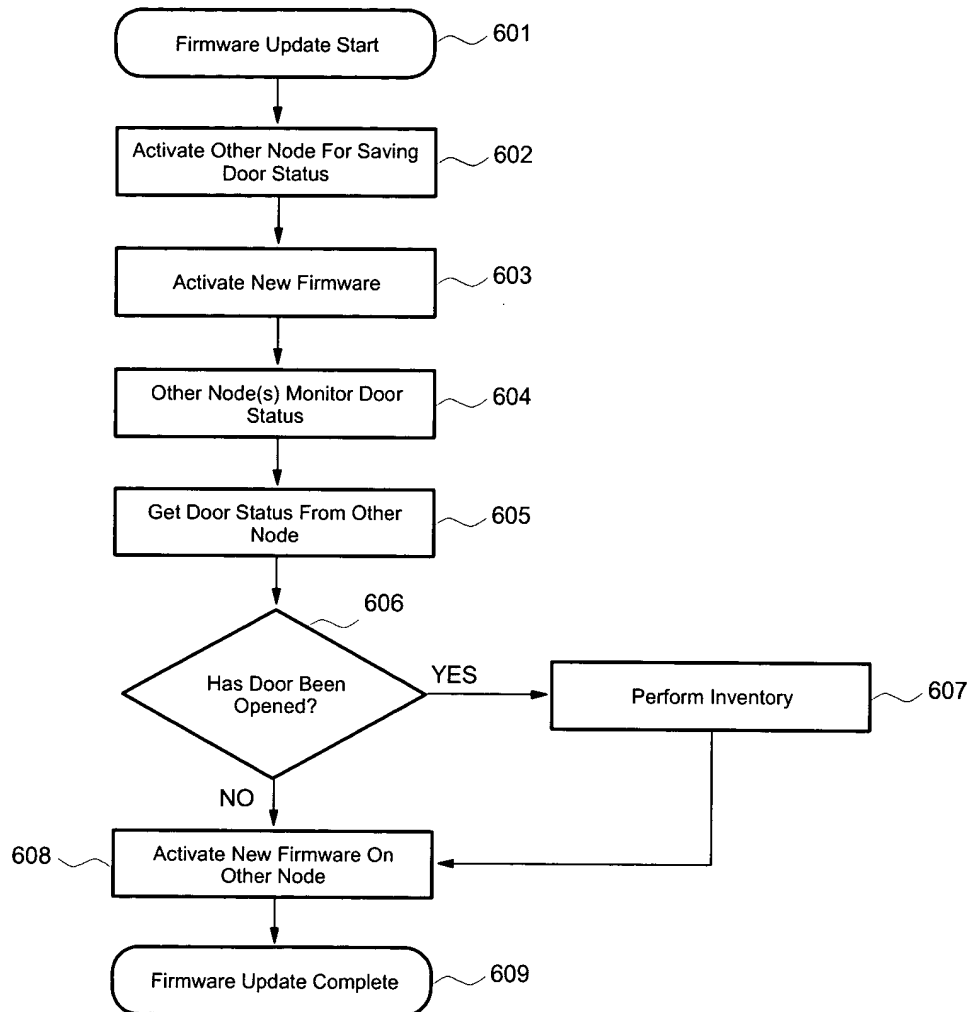 Firmware Update Start
601
Activate Other Node For Saving
Door Status
602
Activate New Firmware
603
Other Node(s) Monitor Door
Status
604
Get Door Status From Other
Node
605
606
Has Door Been
Opened?
YES
Perform Inventory
607
NO
608
Activate New Firmware On
Other Node
Firmware Update Complete
609